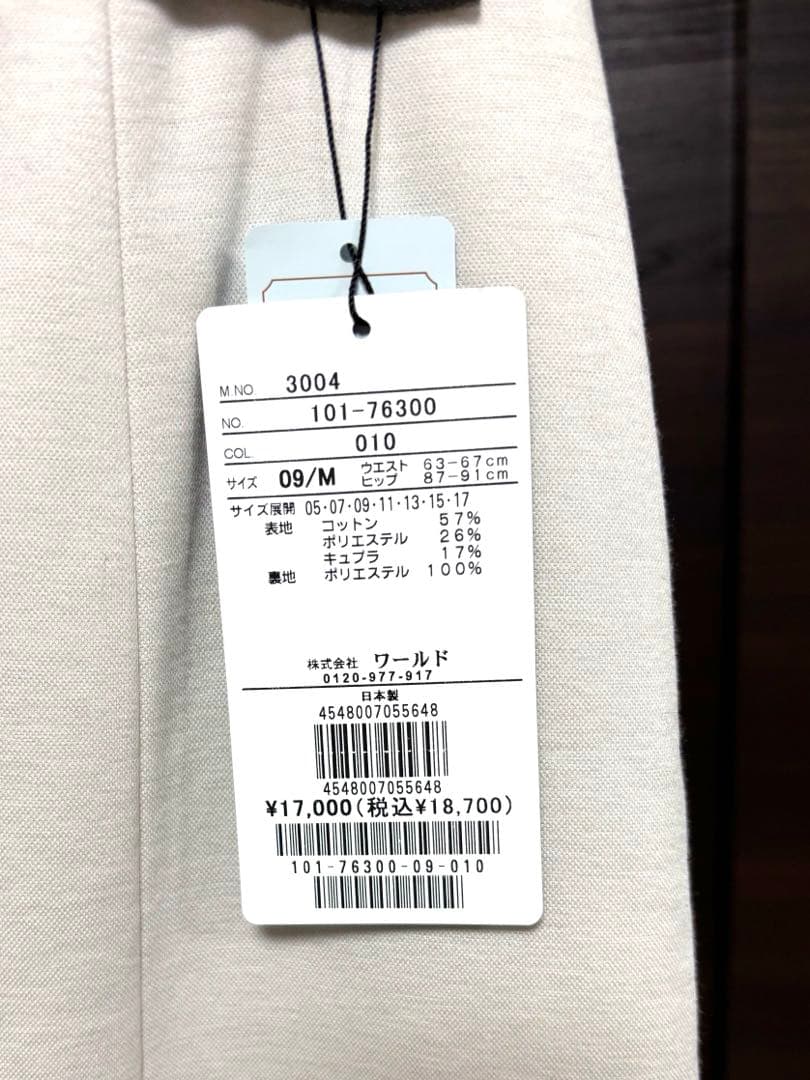 M.NO. 3004
NO. 101-76300
COL. 010
サイズ 09/M ウエスト 63-67cm
ヒップ 87-91cm
サイズ展開 05・07・09・11・13・15・17
表地 コットン 57%
ポリエステル 26%
キュプラ 17%
裏地 ポリエステル 100%
株式会社 ワールド
0120-977-917
日本製
4548007055648
4548007055648
¥17,000(税込¥18,700)
101-76300-09-010